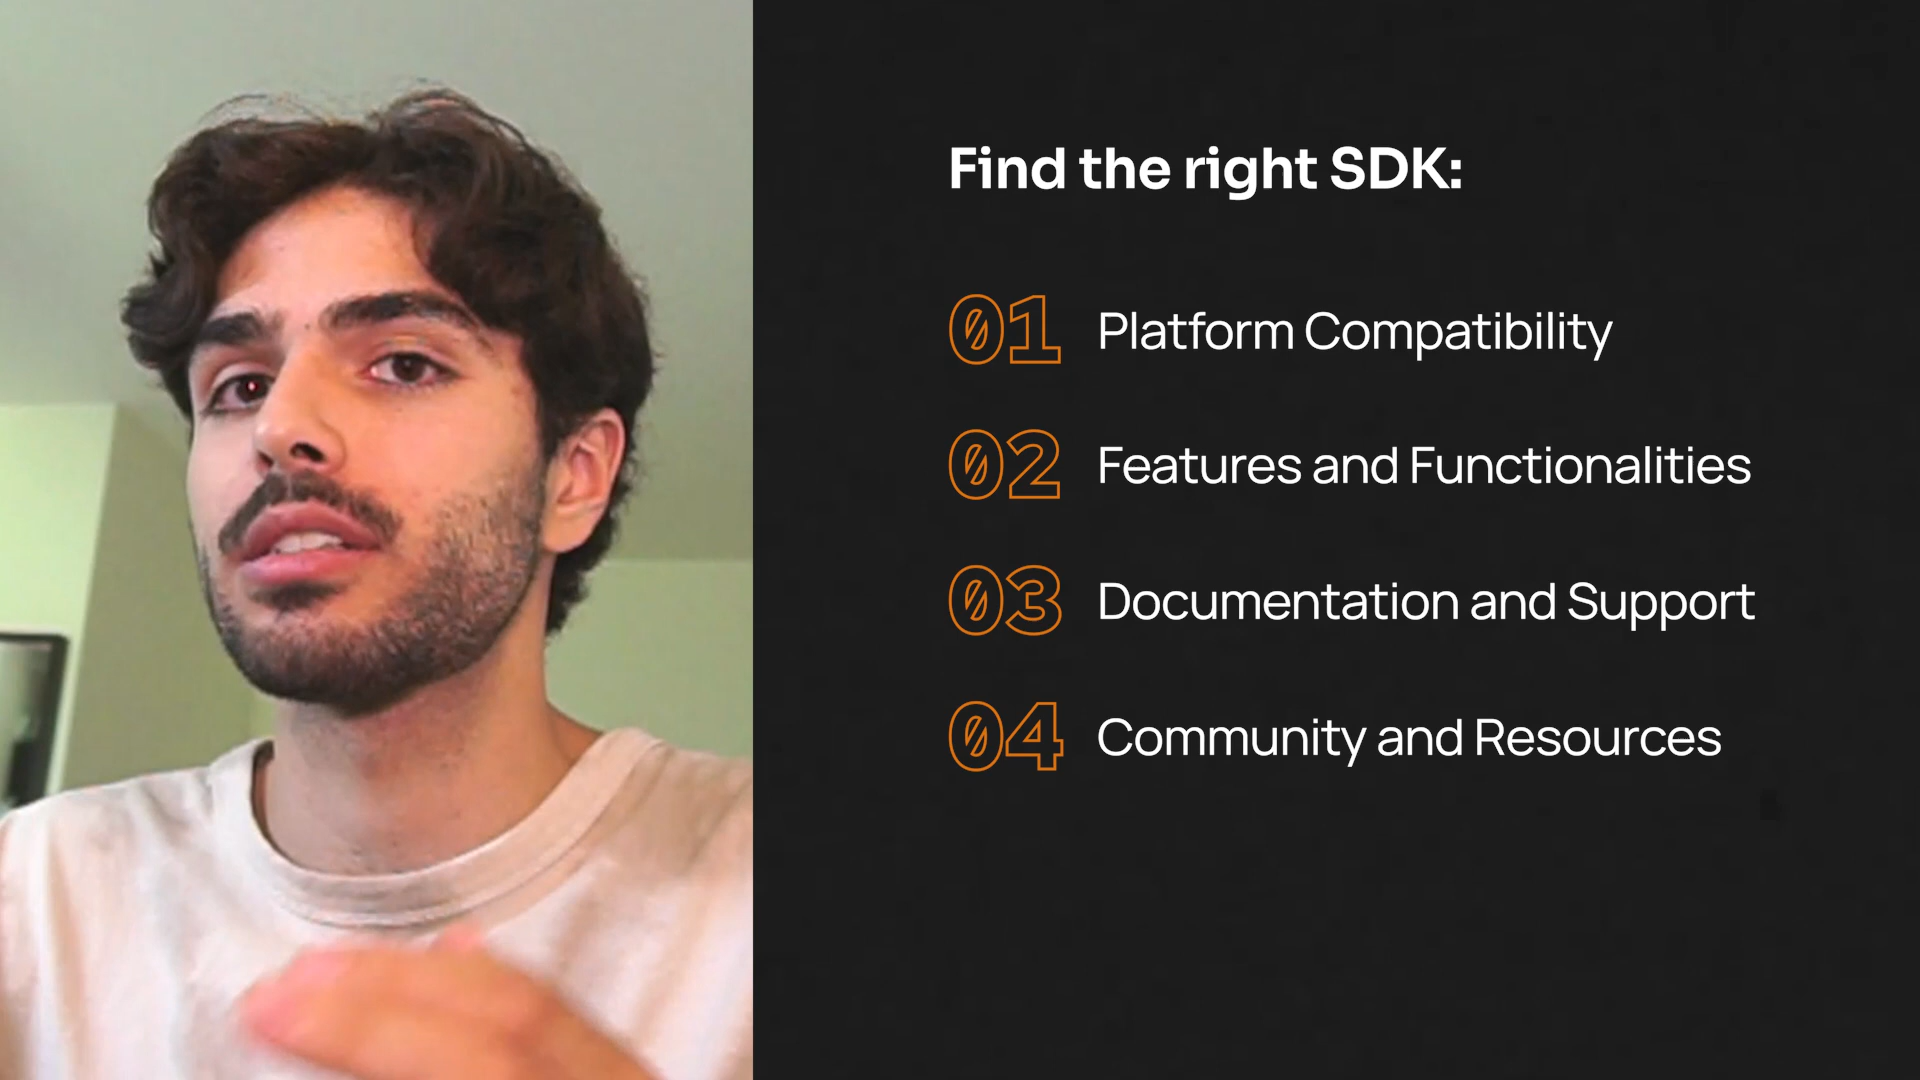 Find the right SDK:
01 Platform Compatibility
02 Features and Functionalities
03 Documentation and Support
04 Community and Resources